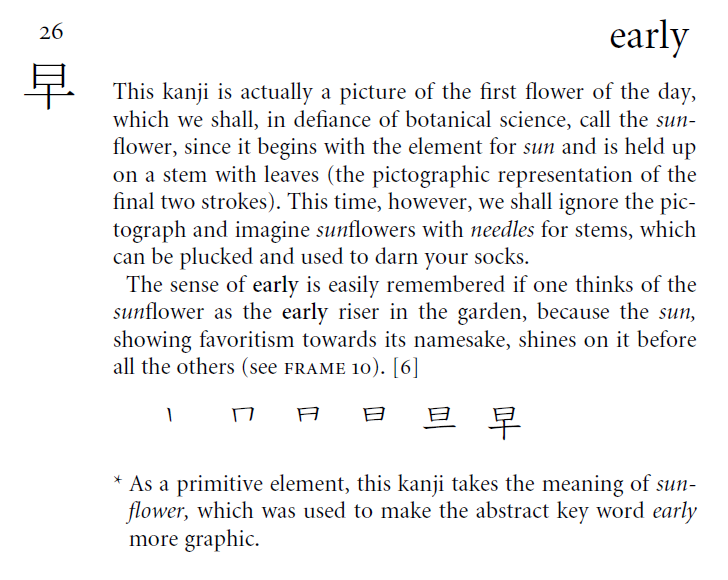 26
early
早
This kanji is actually a picture of the first flower of the day,
which we shall, in defiance of botanical science, call the sun-
flower, since it begins with the element for sun and is held up
on a stem with leaves (the pictographic representation of the
final two strokes). This time, however, we shall ignore the pic-
tograph and imagine sunflowers with needles for stems, which
can be plucked and used to darn your socks.
The sense of early is easily remembered if one thinks of the
sunflower as the early riser in the garden, because the sun,
showing favoritism towards its namesake, shines on it before
all the others (see FRAME 10). [6]
丨 冂 日 日 旦 早
* As a primitive element, this kanji takes the meaning of sun-
flower, which was used to make the abstract key word early
more graphic.